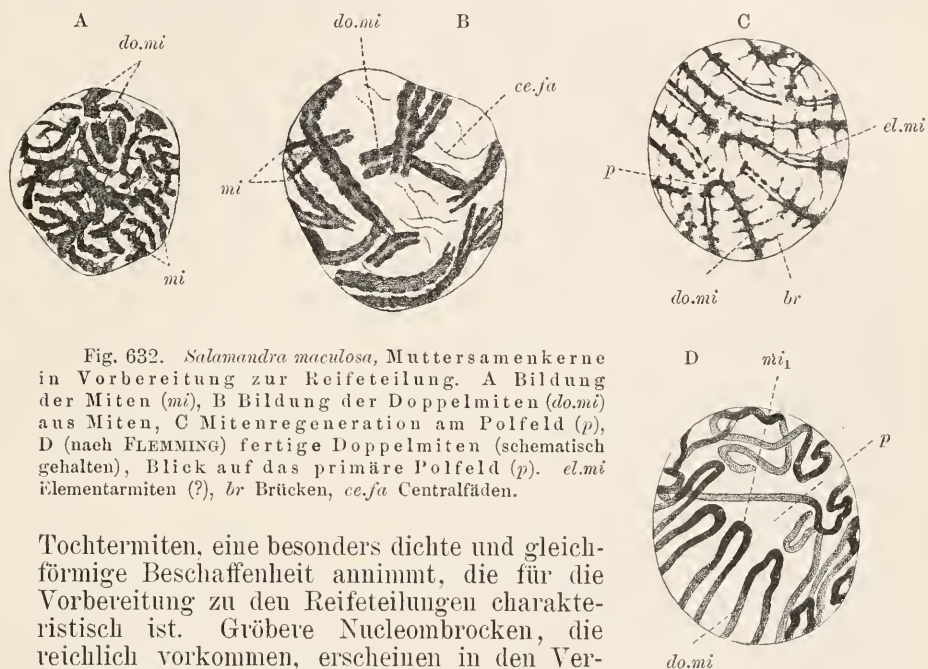 A
do.mi
mi
do.mi
B
ce.fa
mi
C
el.mi
p
do.mi
br
Fig. 632. Salamandra maculosa, Muttersamenkerne
in Vorbereitung zur Reifeteilung. A Bildung
der Miten (mi), B Bildung der Doppelmiten (do.mi)
aus Miten, C Mitenregeneration am Polfeld (p),
D (nach FLEMMING) fertige Doppelmiten (schematisch
gehalten), Blick auf das primäre Polfeld (p). el.mi
Elementarmiten (?), br Brücken, ce.fa Centralfäden.
D
mi₁
p
do.mi
Tochtermiten, eine besonders dichte und gleich-
förmige Beschaffenheit annimmt, die für die
Vorbereitung zu den Reifeteilungen charakte-
ristisch ist. Gröbere Nucleombrocken, die
reichlich vorkommen, erscheinen in den Ver-